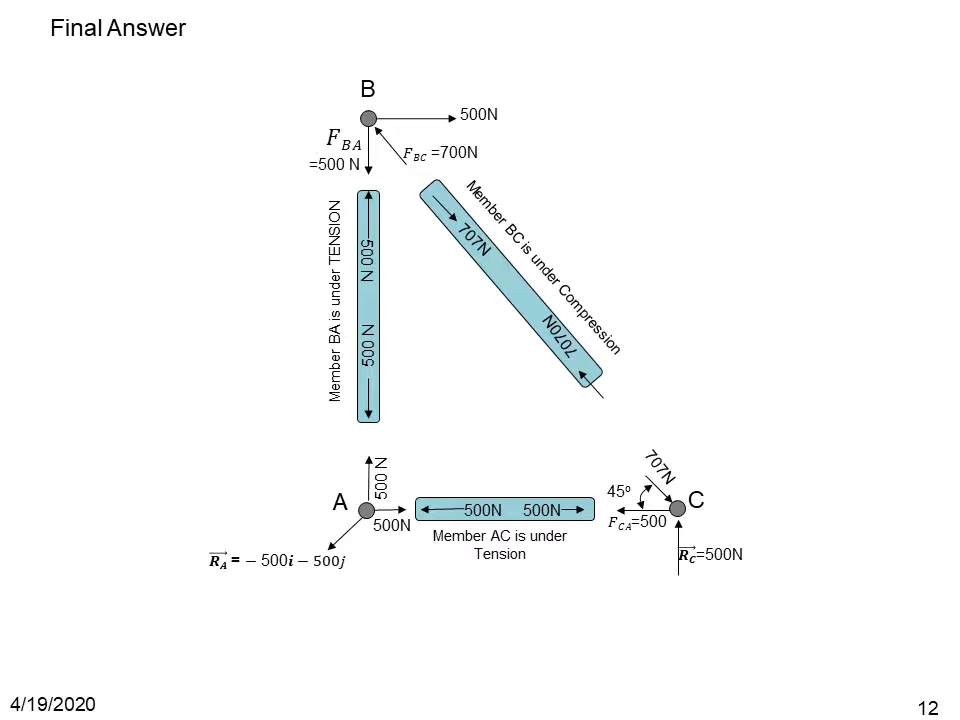 Final Answer
B
500N
F_BA
=500 N
F_BC =700N
Member BA is under TENSION
500 N
500 N
Member BC is under Compression
707N
7070N
A
500 N
500N
R_A = − 500i − 500j
500N 500N
Member AC is under
Tension
707N
45º
C
F_CA=500
R_C=500N
4/19/2020
12